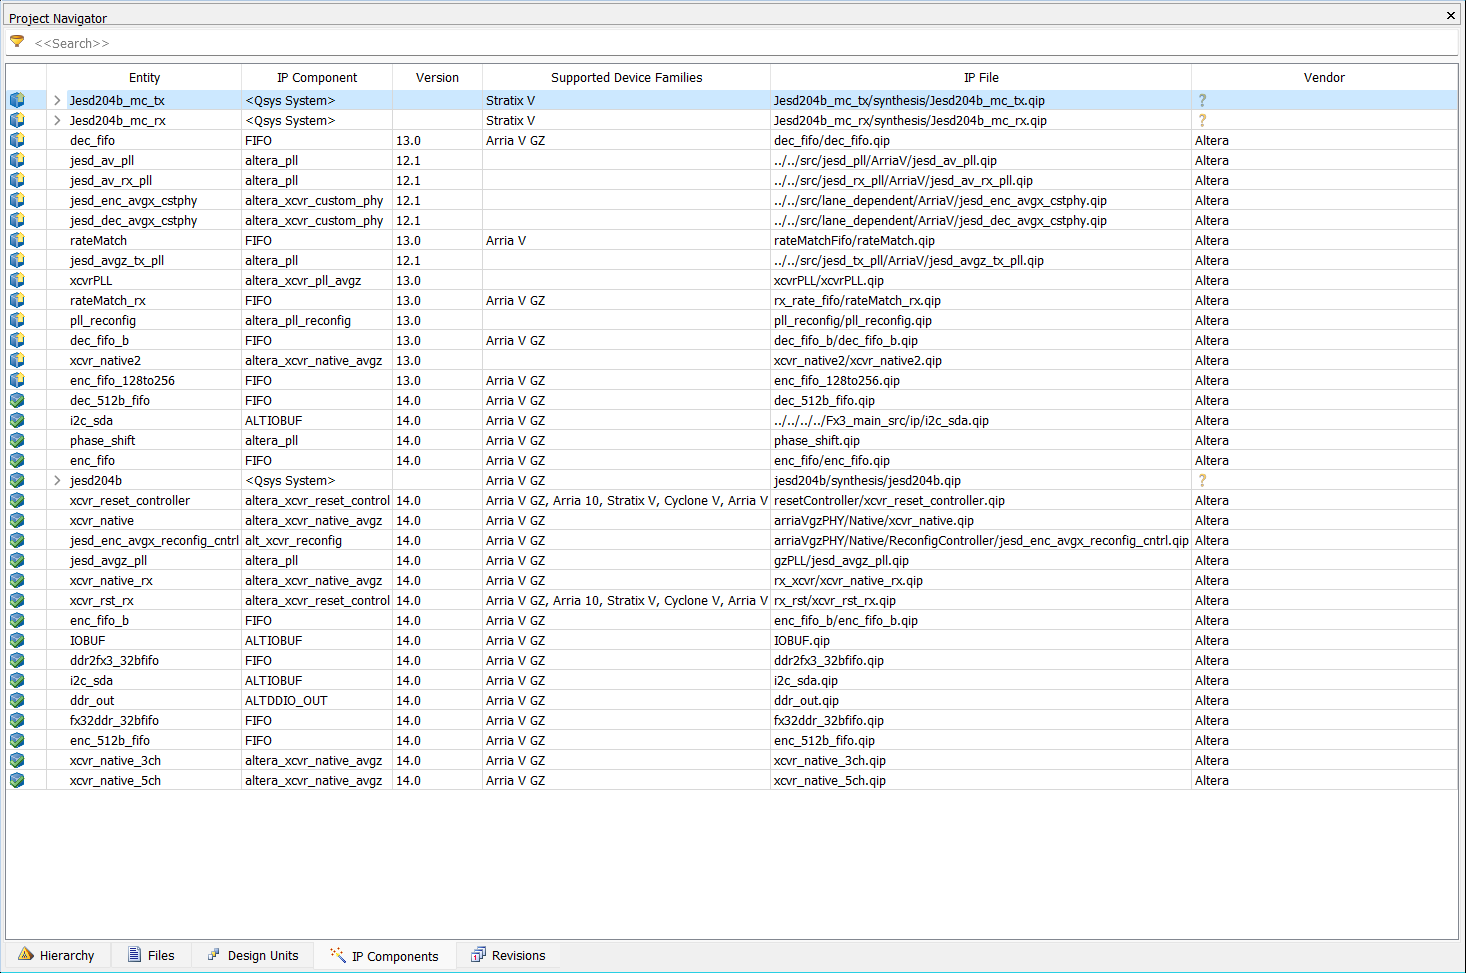 Project Navigator
<<Search>>
Entity IP Component Version Supported Device Families IP File Vendor
Jesd204b_mc_tx <Qsys System> Stratix V Jesd204b_mc_tx/synthesis/Jesd204b_mc_tx.qip ?
Jesd204b_mc_rx <Qsys System> Stratix V Jesd204b_mc_rx/synthesis/Jesd204b_mc_rx.qip ?
dec_fifo FIFO 13.0 Arria V GZ dec_fifo/dec_fifo.qip Altera
jesd_av_pll altera_pll 12.1 ../../src/jesd_pll/ArriaV/jesd_av_pll.qip Altera
jesd_av_rx_pll altera_pll 12.1 ../../src/jesd_rx_pll/ArriaV/jesd_av_rx_pll.qip Altera
jesd_enc_avgx_cstphy altera_xcvr_custom_phy 12.1 ../../src/lane_dependent/ArriaV/jesd_enc_avgx_cstphy.qip Altera
jesd_dec_avgx_cstphy altera_xcvr_custom_phy 12.1 ../../src/lane_dependent/ArriaV/jesd_dec_avgx_cstphy.qip Altera
rateMatch FIFO 13.0 Arria V rateMatchFifo/rateMatch.qip Altera
jesd_avgz_tx_pll altera_pll 12.1 ../../src/jesd_tx_pll/ArriaV/jesd_avgz_tx_pll.qip Altera
xcvrPLL altera_xcvr_pll_avgz 13.0 xcvrPLL/xcvrPLL.qip Altera
rateMatch_rx FIFO 13.0 Arria V GZ rx_rate_fifo/rateMatch_rx.qip Altera
pll_reconfig altera_pll_reconfig 13.0 pll_reconfig/pll_reconfig.qip Altera
dec_fifo_b FIFO 13.0 Arria V GZ dec_fifo_b/dec_fifo_b.qip Altera
xcvr_native2 altera_xcvr_native_avgz 13.0 xcvr_native2/xcvr_native2.qip Altera
enc_fifo_128to256 FIFO 13.0 Arria V GZ enc_fifo_128to256.qip Altera
dec_512b_fifo FIFO 14.0 Arria V GZ dec_512b_fifo.qip Altera
i2c_sda ALTIOBUF 14.0 Arria V GZ ../../../../Fx3_main_src/ip/i2c_sda.qip Altera
phase_shift altera_pll 14.0 Arria V GZ phase_shift.qip Altera
enc_fifo FIFO 14.0 Arria V GZ enc_fifo/enc_fifo.qip Altera
jesd204b <Qsys System> Arria V GZ jesd204b/synthesis/jesd204b.qip ?
xcvr_reset_controller altera_xcvr_reset_control 14.0 Arria V GZ, Arria 10, Stratix V, Cyclone V, Arria V resetController/xcvr_reset_controller.qip Altera
xcvr_native altera_xcvr_native_avgz 14.0 Arria V GZ arriaVgzPHY/Native/xcvr_native.qip Altera
jesd_enc_avgx_reconfig_cntrl alt_xcvr_reconfig 14.0 Arria V GZ arriaVgzPHY/Native/ReconfigController/jesd_enc_avgx_reconfig_cntrl.qip Altera
jesd_avgz_pll altera_pll 14.0 Arria V GZ gzPLL/jesd_avgz_pll.qip Altera
xcvr_native_rx altera_xcvr_native_avgz 14.0 Arria V GZ rx_xcvr/xcvr_native_rx.qip Altera
xcvr_rst_rx altera_xcvr_reset_control 14.0 Arria V GZ, Arria 10, Stratix V, Cyclone V, Arria V rx_rst/xcvr_rst_rx.qip Altera
enc_fifo_b FIFO 14.0 Arria V GZ enc_fifo_b/enc_fifo_b.qip Altera
IOBUF ALTIOBUF 14.0 Arria V GZ IOBUF.qip Altera
ddr2fx3_32bfifo FIFO 14.0 Arria V GZ ddr2fx3_32bfifo.qip Altera
i2c_sda ALTIOBUF 14.0 Arria V GZ i2c_sda.qip Altera
ddr_out ALTDDIO_OUT 14.0 Arria V GZ ddr_out.qip Altera
fx32ddr_32bfifo FIFO 14.0 Arria V GZ fx32ddr_32bfifo.qip Altera
enc_512b_fifo FIFO 14.0 Arria V GZ enc_512b_fifo.qip Altera
xcvr_native_3ch altera_xcvr_native_avgz 14.0 Arria V GZ xcvr_native_3ch.qip Altera
xcvr_native_5ch altera_xcvr_native_avgz 14.0 Arria V GZ xcvr_native_5ch.qip Altera
Hierarchy Files Design Units IP Components Revisions